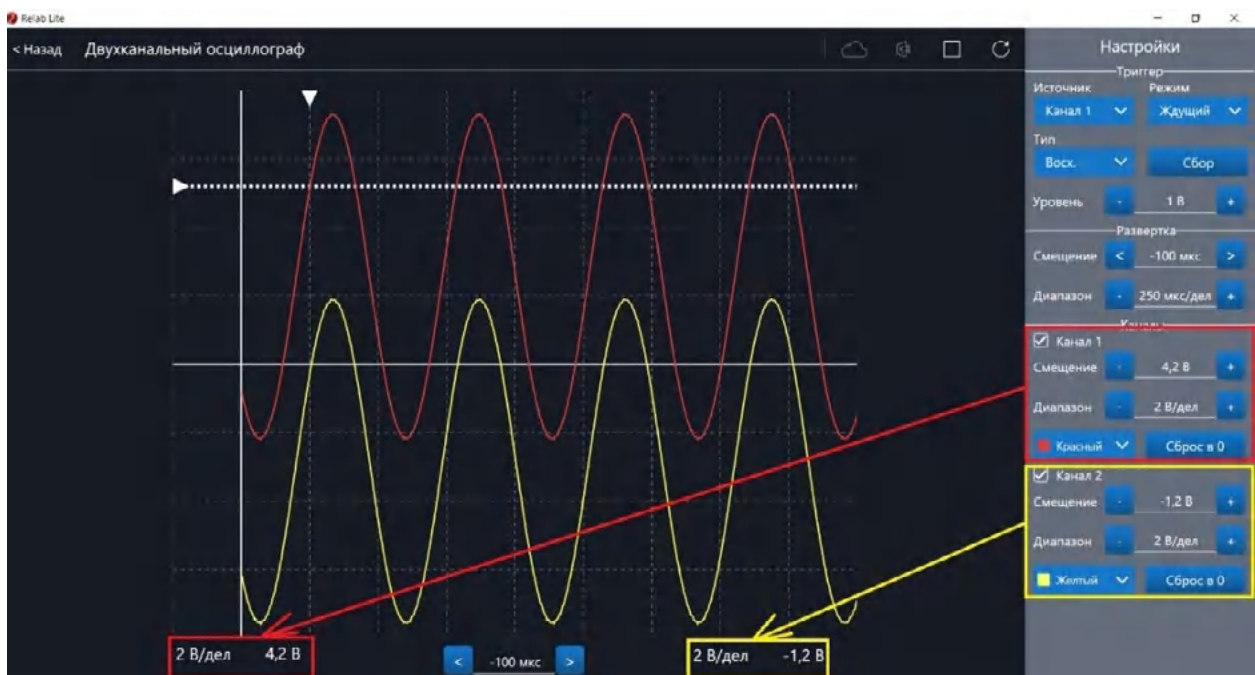 Relab Lite
< Назад Двухканальный осциллограф
Настройки
Триггер
Источник Режим
Канал 1 Ждущий
Тип
Восх. Сбор
Уровень - 1 В +
Развертка
Смещение < -100 мкс >
Диапазон - 250 мкс/дел +
Каналы
Канал 1
Смещение - 4,2 В +
Диапазон - 2 В/дел +
Красный Сброс в 0
Канал 2
Смещение - -1,2 В +
Диапазон - 2 В/дел +
Желтый Сброс в 0
2 В/дел 4,2 В < -100 мкс > 2 В/дел -1,2 В